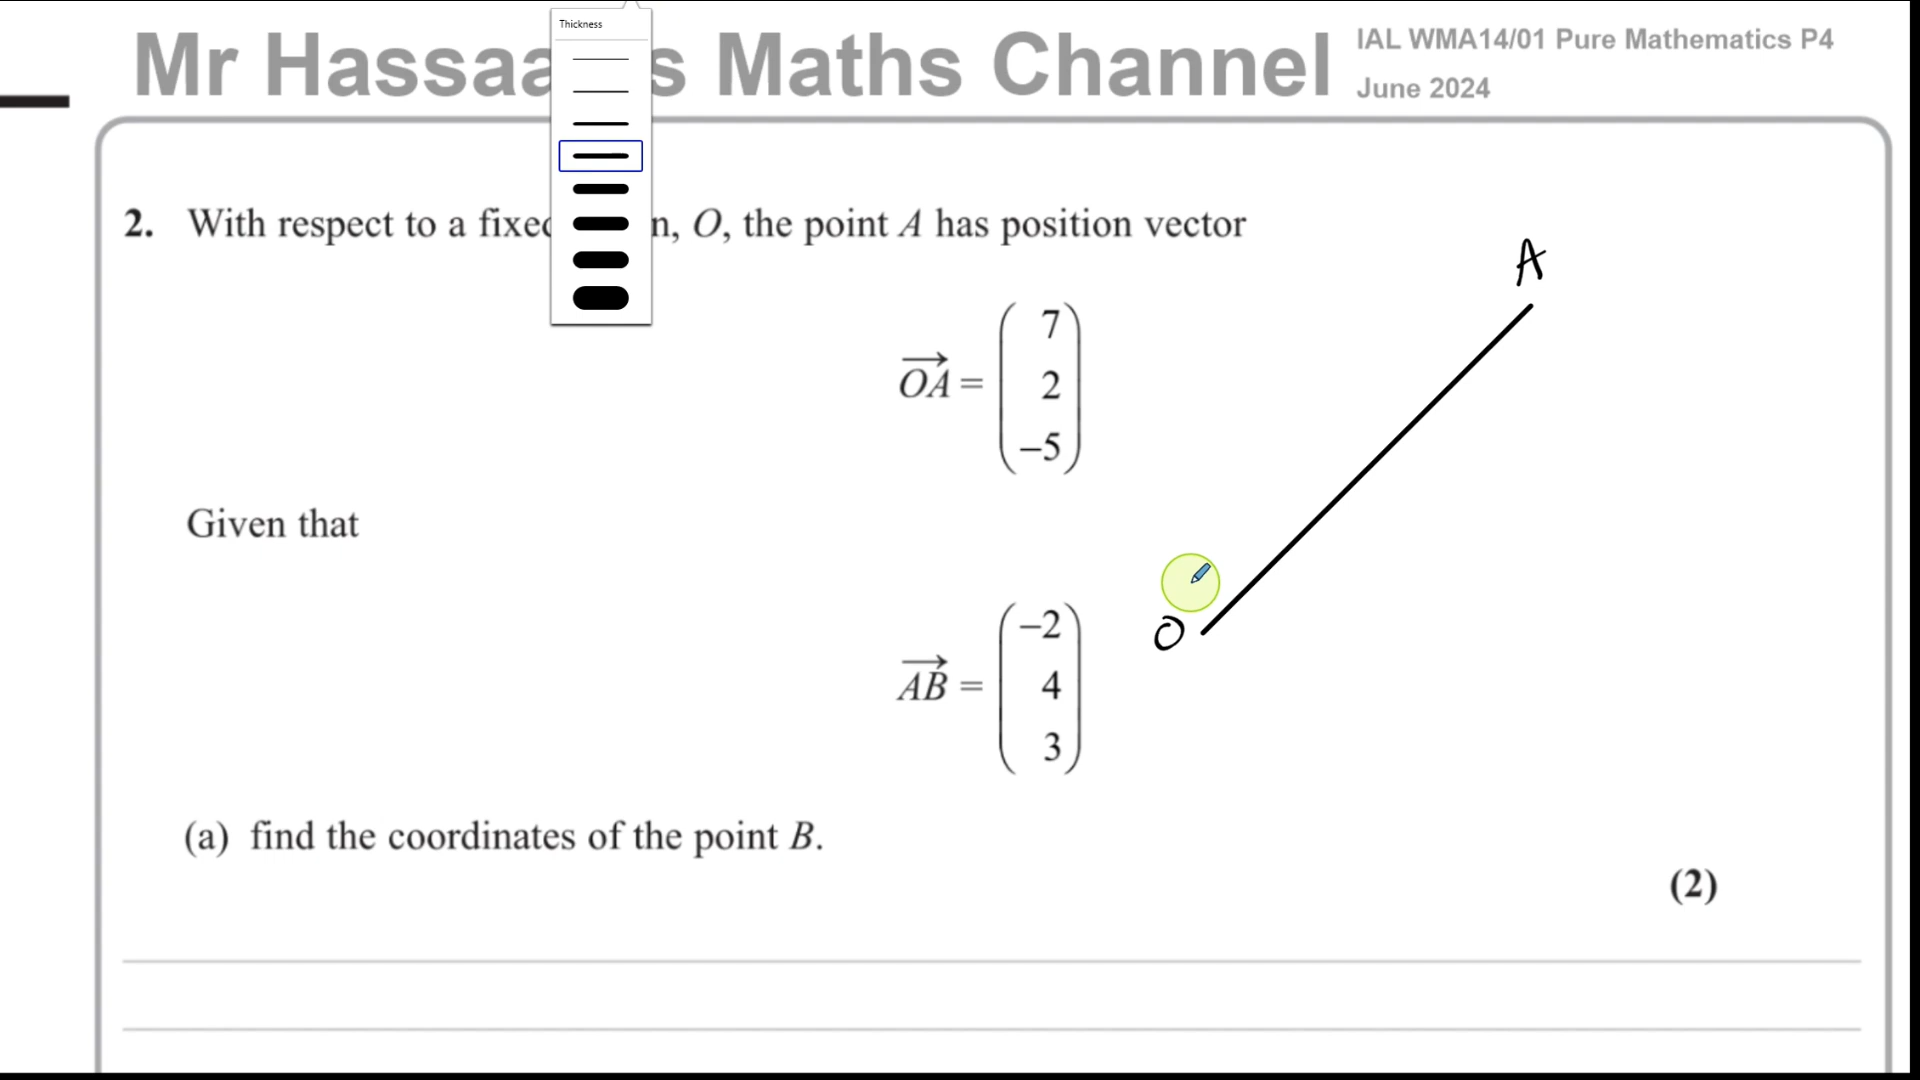 Thickness
Mr Hassaa s Maths Channel
IAL WMA14/01 Pure Mathematics P4
June 2024
2. With respect to a fixed n, O, the point A has position vector
A
OA = ( 7 2 −5 )
Given that
O
AB = ( −2 4 3 )
(a) find the coordinates of the point B.
(2)